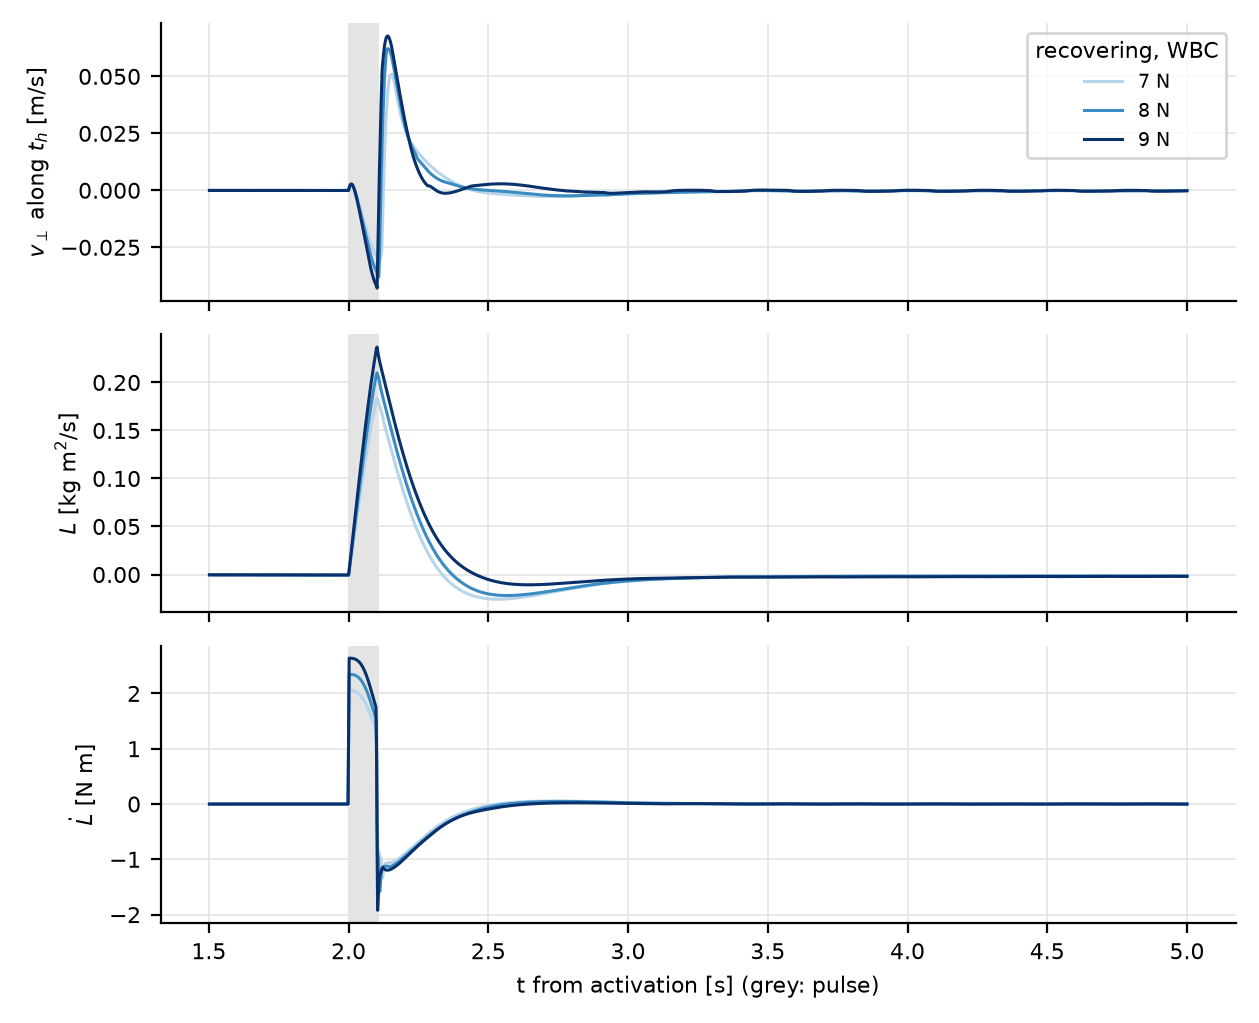 v⊥ along t_h [m/s]
0.050
0.025
0.000
−0.025
recovering, WBC
7 N
8 N
9 N
L [kg m²/s]
0.20
0.15
0.10
0.05
0.00
L̇ [N m]
2
1
0
−1
−2
1.5 2.0 2.5 3.0 3.5 4.0 4.5 5.0
t from activation [s] (grey: pulse)